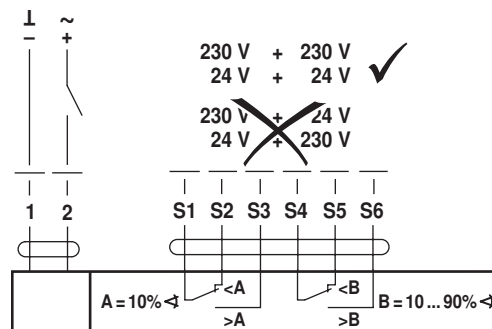 ⊥ ~
– +
230 V + 230 V
24 V + 24 V
230 V + 24 V
24 V + 230 V
1 2 S1 S2 S3 S4 S5 S6
A = 10% ∢ <A <B B = 10 ... 90% ∢
>A >B